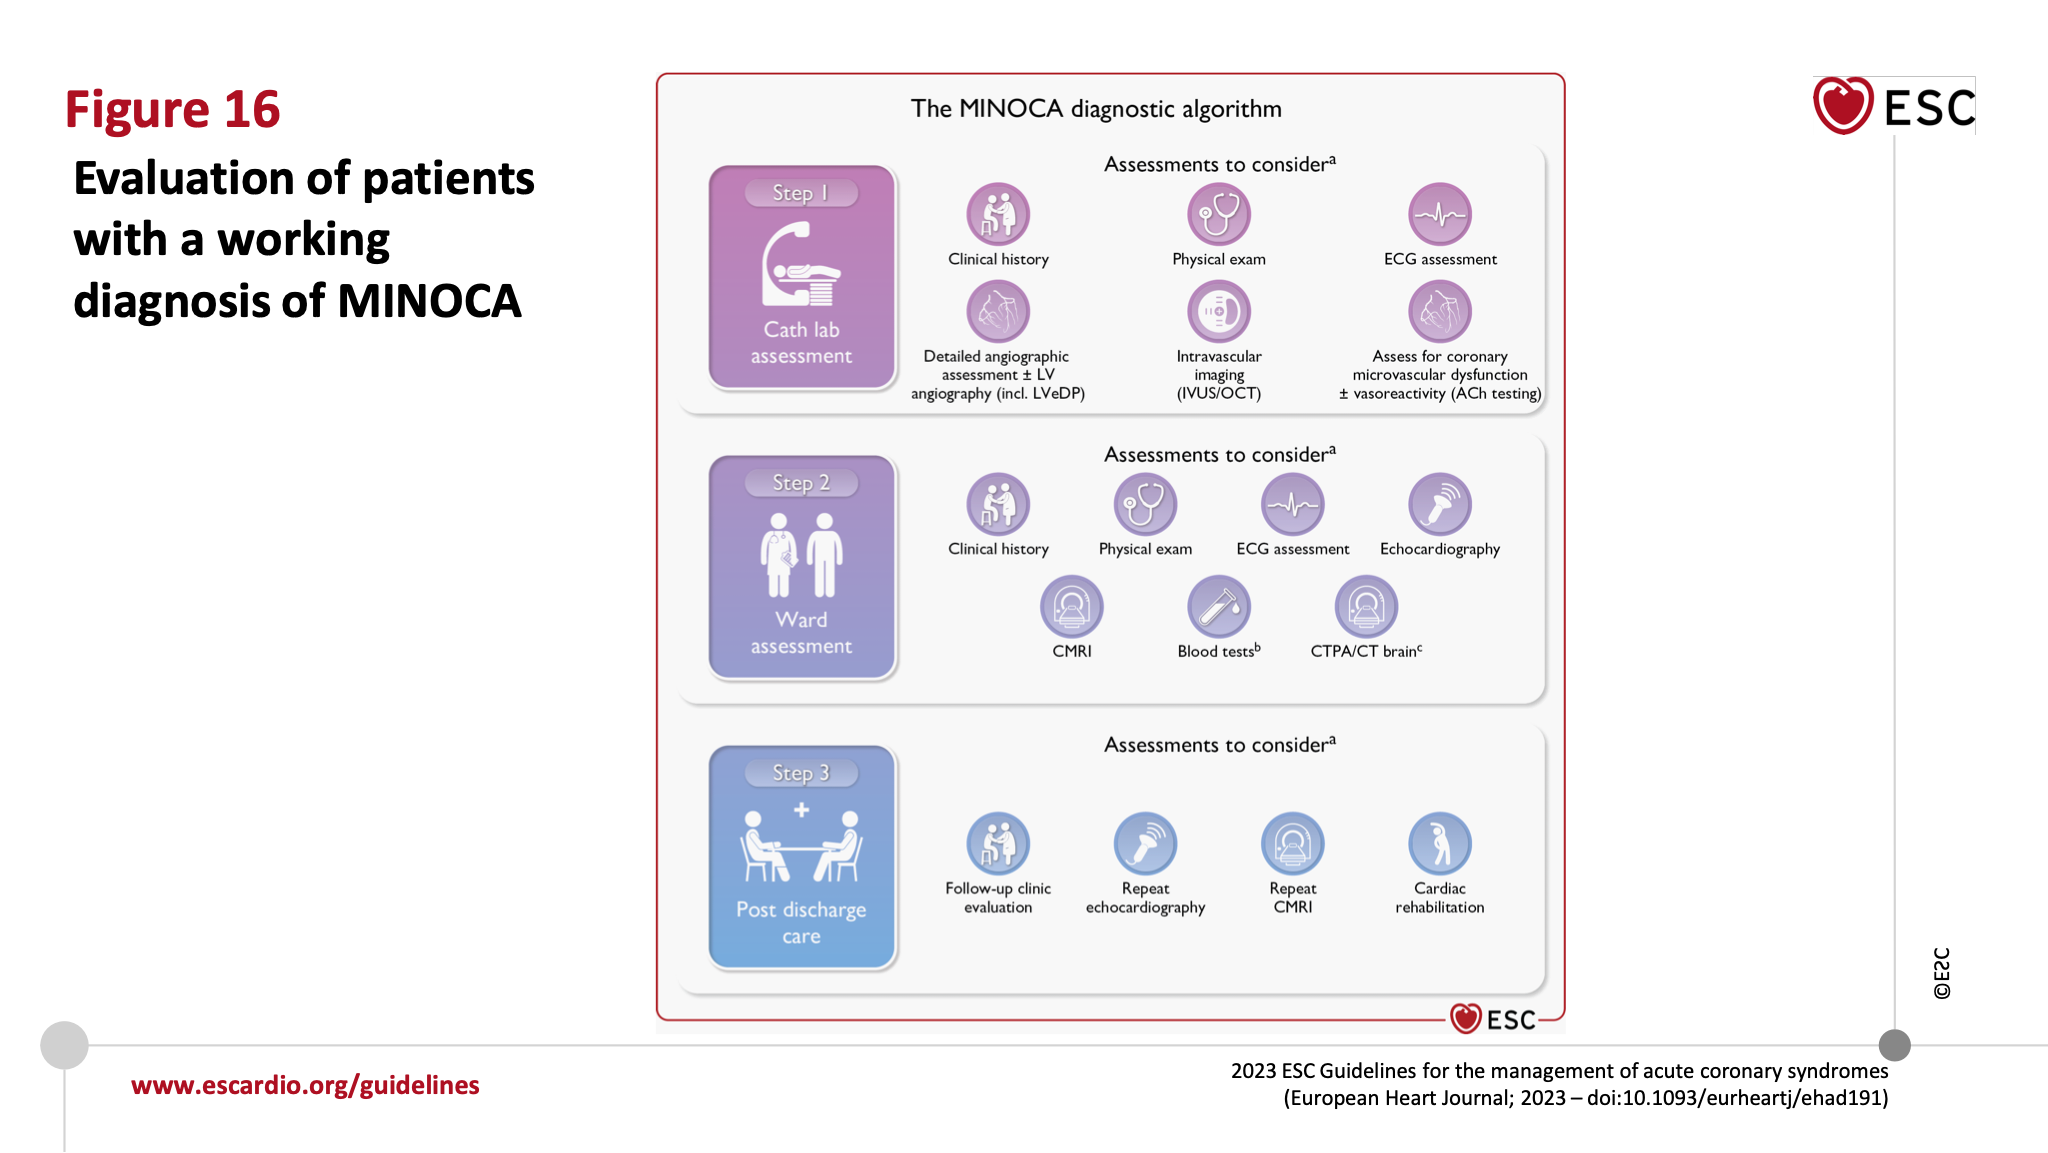 Figure 16
Evaluation of patients
with a working
diagnosis of MINOCA
ESC
The MINOCA diagnostic algorithm
Step 1
Cath lab
assessment
Assessments to considerᵃ
Clinical history
Physical exam
ECG assessment
Detailed angiographic
assessment ± LV
angiography (incl. LVeDP)
Intravascular
imaging
(IVUS/OCT)
Assess for coronary
microvascular dysfunction
± vasoreactivity (ACh testing)
Step 2
Ward
assessment
Assessments to considerᵃ
Clinical history
Physical exam
ECG assessment
Echocardiography
CMRI
Blood testsᵇ
CTPA/CT brainᶜ
Step 3
Post discharge
care
Assessments to considerᵃ
Follow-up clinic
evaluation
Repeat
echocardiography
Repeat
CMRI
Cardiac
rehabilitation
ESC
©ESC
www.escardio.org/guidelines
2023 ESC Guidelines for the management of acute coronary syndromes
(European Heart Journal; 2023 – doi:10.1093/eurheartj/ehad191)